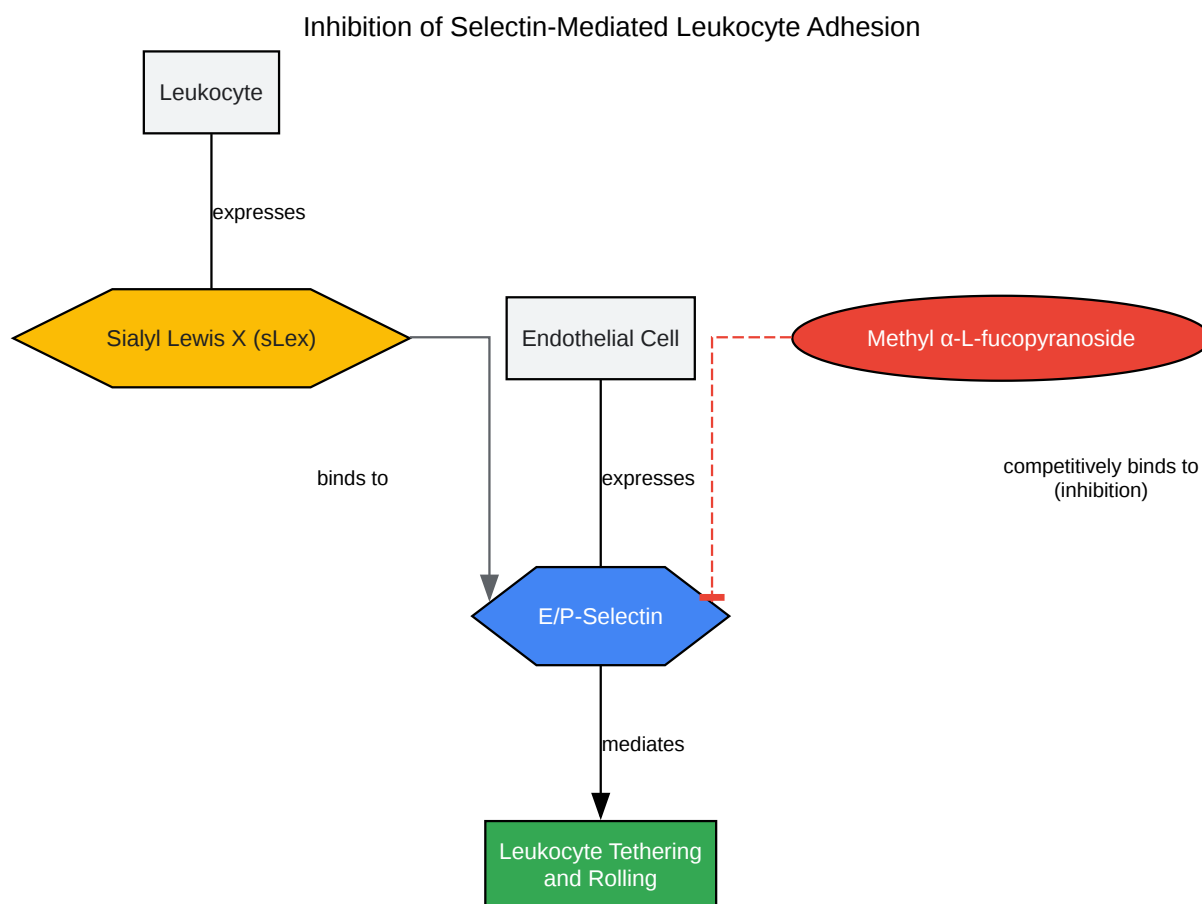 Inhibition of Selectin-Mediated Leukocyte Adhesion
Leukocyte
expresses
Sialyl Lewis X (sLex)
Endothelial Cell
Methyl α-L-fucopyranoside
binds to
expresses
competitively binds to
(inhibition)
E/P-Selectin
mediates
Leukocyte Tethering
and Rolling